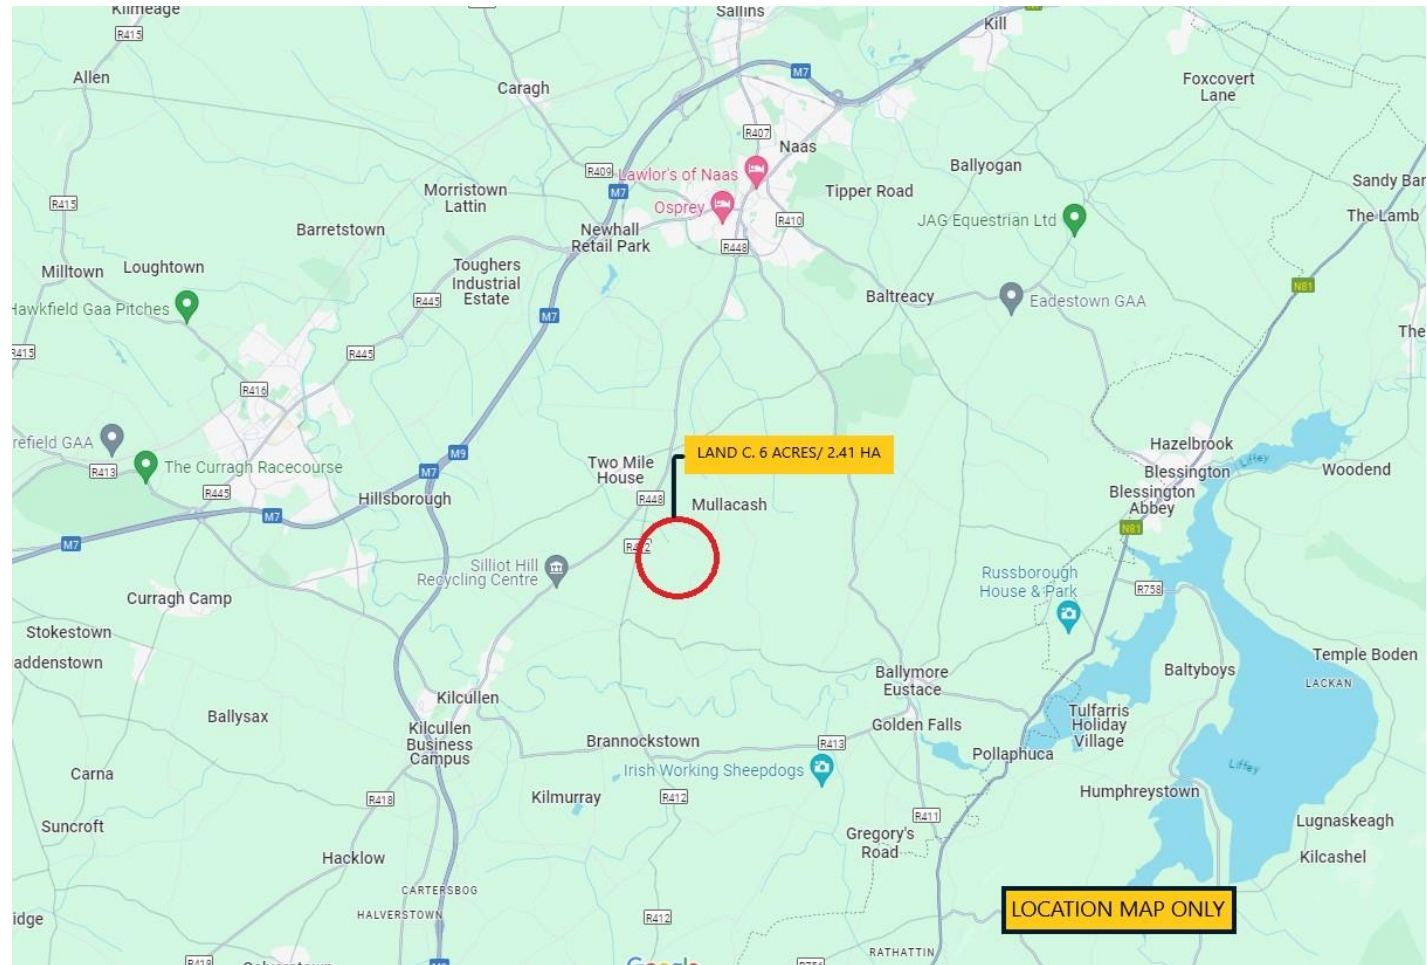 Kilmeage
R415
Sallins
Kill
Allen
M7
Caragh
Foxcovert
Lane
R407
Naas
Ballyogan
R409
Lawlor's of Naas
M7
Morristown
Lattin
Tipper Road
Sandy Bar
R415
Osprey
R410
JAG Equestrian Ltd
The Lamb
Barretstown
Newhall
Retail Park
R448
Milltown
Loughtown
Toughers
Industrial
Estate
R445
Baltreacy
Eadestown GAA
N81
Hawkfield Gaa Pitches
M7
The
R415
R445
R416
Hazelbrook
refield GAA
M9
LAND C. 6 ACRES/ 2.41 HA
Two Mile
House
Liffey
Blessington
Woodend
R413
The Curragh Racecourse
M7
R445
Hillsborough
R448
Mullacash
Blessington
Abbey
M7
N81
M7
Silliot Hill
Recycling Centre
Russborough
House & Park
R758
Curragh Camp
Stokestown
addenstown
Temple Boden
Ballymore
Eustace
Baltyboys
LACKAN
Kilcullen
Ballysax
Golden Falls
Tulfarris
Holiday
Village
Kilcullen
Business
Campus
Brannockstown
R413
Pollaphuca
Carna
Irish Working Sheepdogs
Liffey
Kilmurray
R412
R418
Humphreystown
Suncroft
R411
Gregory's
Road
Lugnaskeagh
Hacklow
Kilcashel
CARTERSBOG
HALVERSTOWN
R412
LOCATION MAP ONLY
idge
RATHATTIN
R418
Google